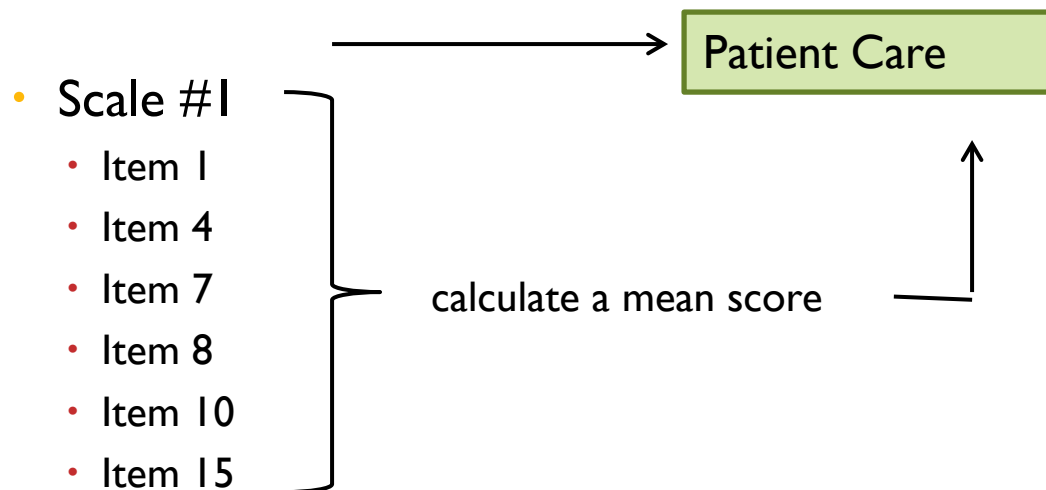 Patient Care
• Scale #1
• Item 1
• Item 4
• Item 7
• Item 8
• Item 10
• Item 15
calculate a mean score